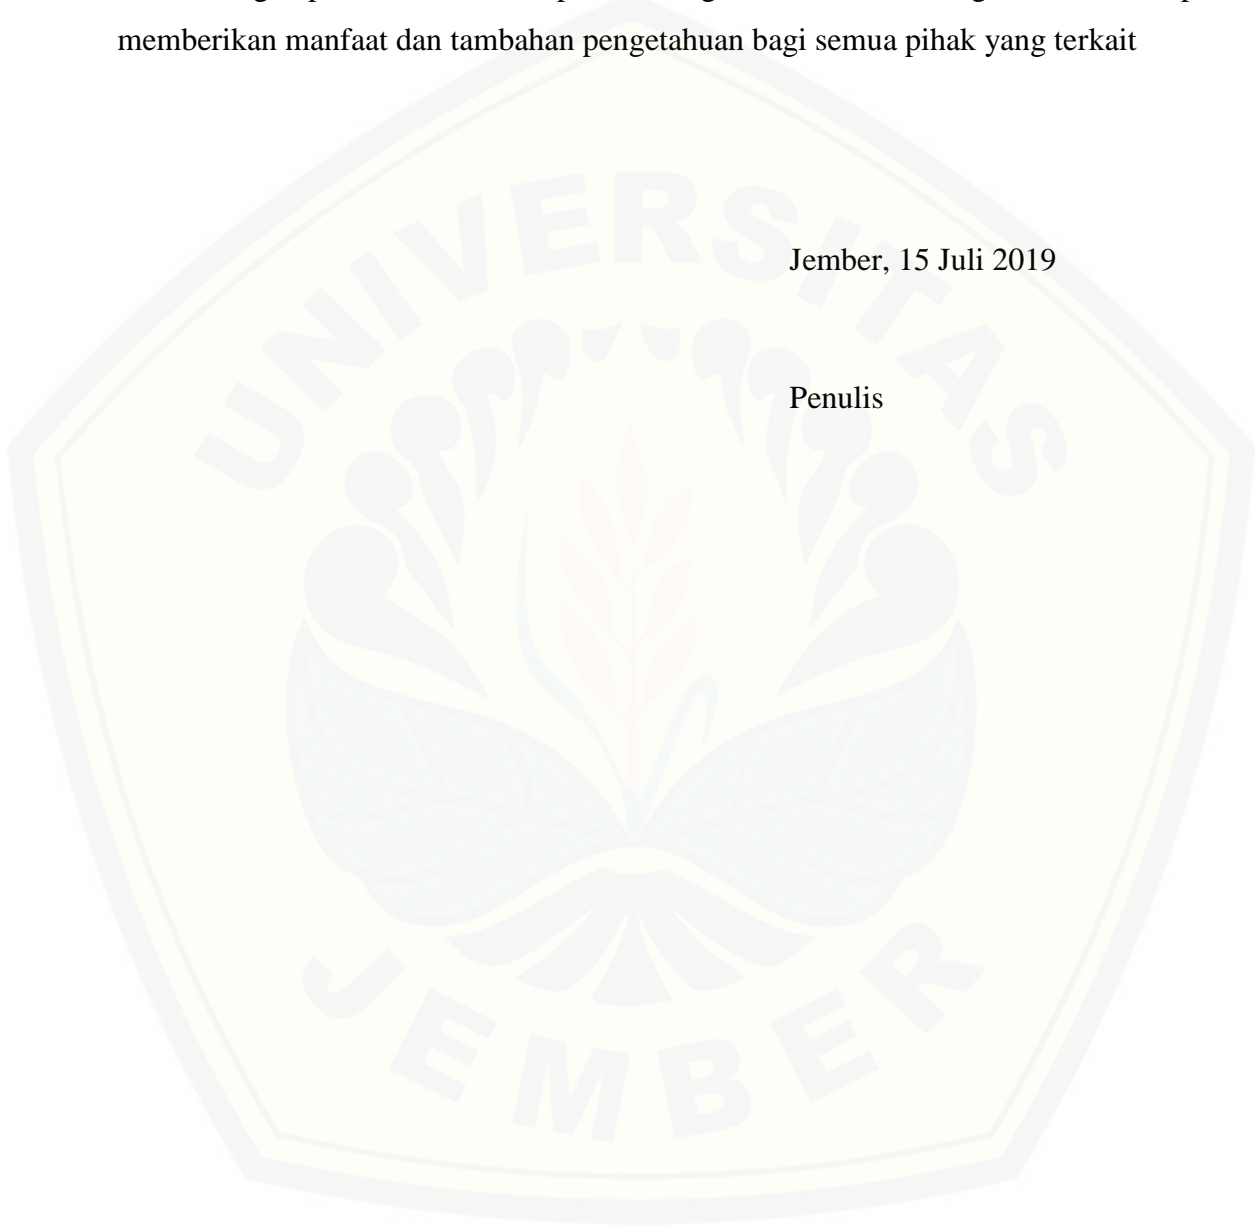 memberikan manfaat dan tambahan pengetahuan bagi semua pihak yang terkait
Jember, 15 Juli 2019
Penulis
UNIVERSITAS
JEMBER